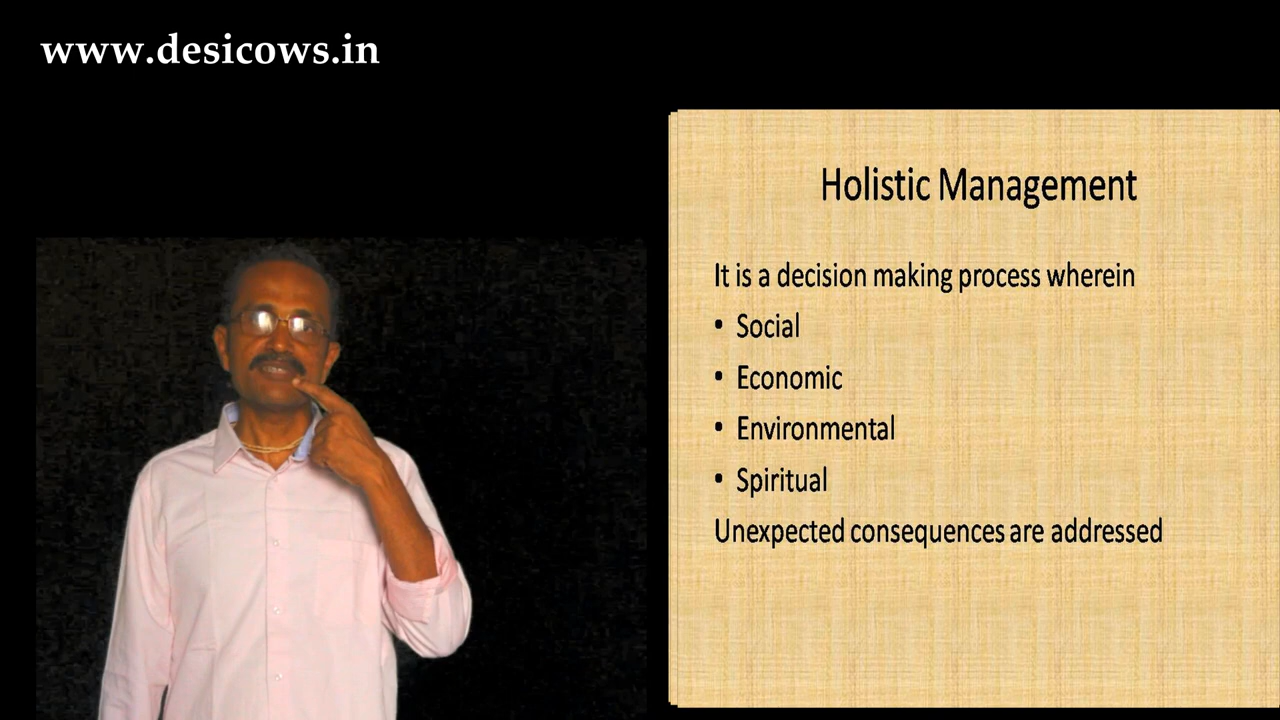 www.desicows.in
Holistic Management
It is a decision making process wherein
• Social
• Economic
• Environmental
• Spiritual
Unexpected consequences are addressed